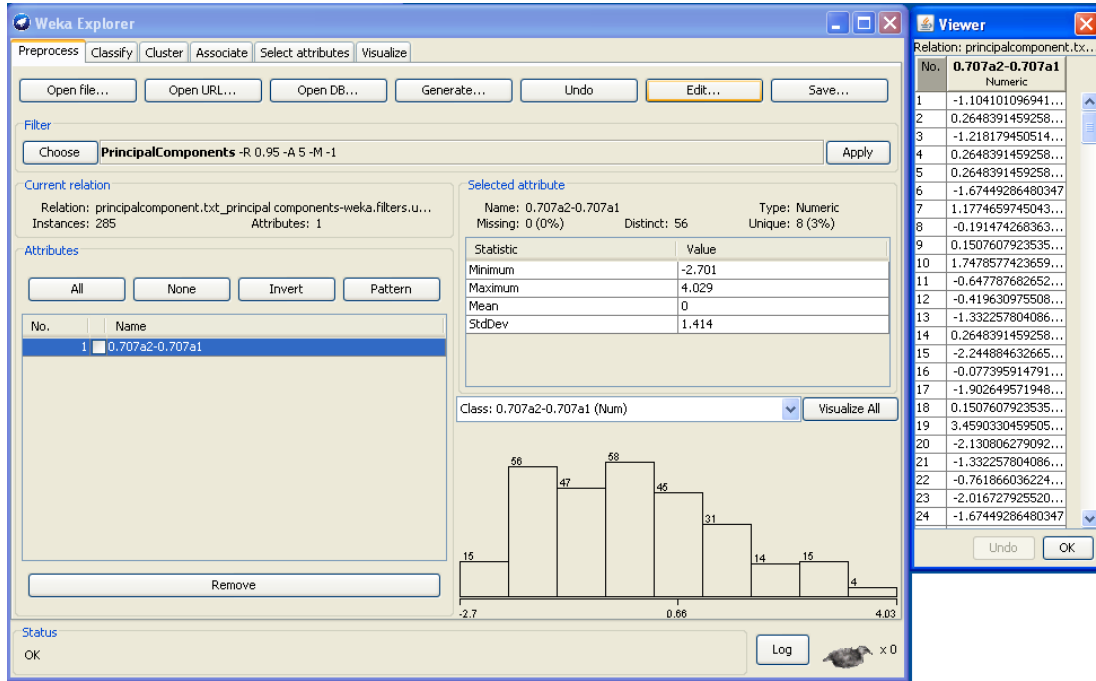 Weka Explorer
Preprocess Classify Cluster Associate Select attributes Visualize
Open file... Open URL... Open DB... Generate... Undo Edit... Save...
Filter
Choose PrincipalComponents -R 0.95 -A 5 -M -1 Apply
Current relation
Relation: principalcomponent.txt_principal components-weka.filters.u...
Instances: 285 Attributes: 1
Attributes
All None Invert Pattern
No. Name
1 0.707a2-0.707a1
Remove
Selected attribute
Name: 0.707a2-0.707a1 Type: Numeric
Missing: 0 (0%) Distinct: 56 Unique: 8 (3%)
Statistic Value
Minimum -2.701
Maximum 4.029
Mean 0
StdDev 1.414
Class: 0.707a2-0.707a1 (Num) Visualize All
15 56 47 58 45 31 14 15 4
-2.7 0.66 4.03
Status
OK Log x 0
Viewer
Relation: principalcomponent.tx...
No. 0.707a2-0.707a1
Numeric
1 -1.104101096941...
2 0.2648391459258...
3 -1.218179450514...
4 0.2648391459258...
5 0.2648391459258...
6 -1.67449286480347
7 1.1774659745043...
8 -0.191474268363...
9 0.1507607923535...
10 1.7478577423659...
11 -0.647787682652...
12 -0.419630975508...
13 -1.332257804086...
14 0.2648391459258...
15 -2.244884632665...
16 -0.077395914791...
17 -1.902649571948...
18 0.1507607923535...
19 3.4590330459505...
20 -2.130806279092...
21 -1.332257804086...
22 -0.761866036224...
23 -2.016727925520...
24 -1.67449286480347
Undo OK